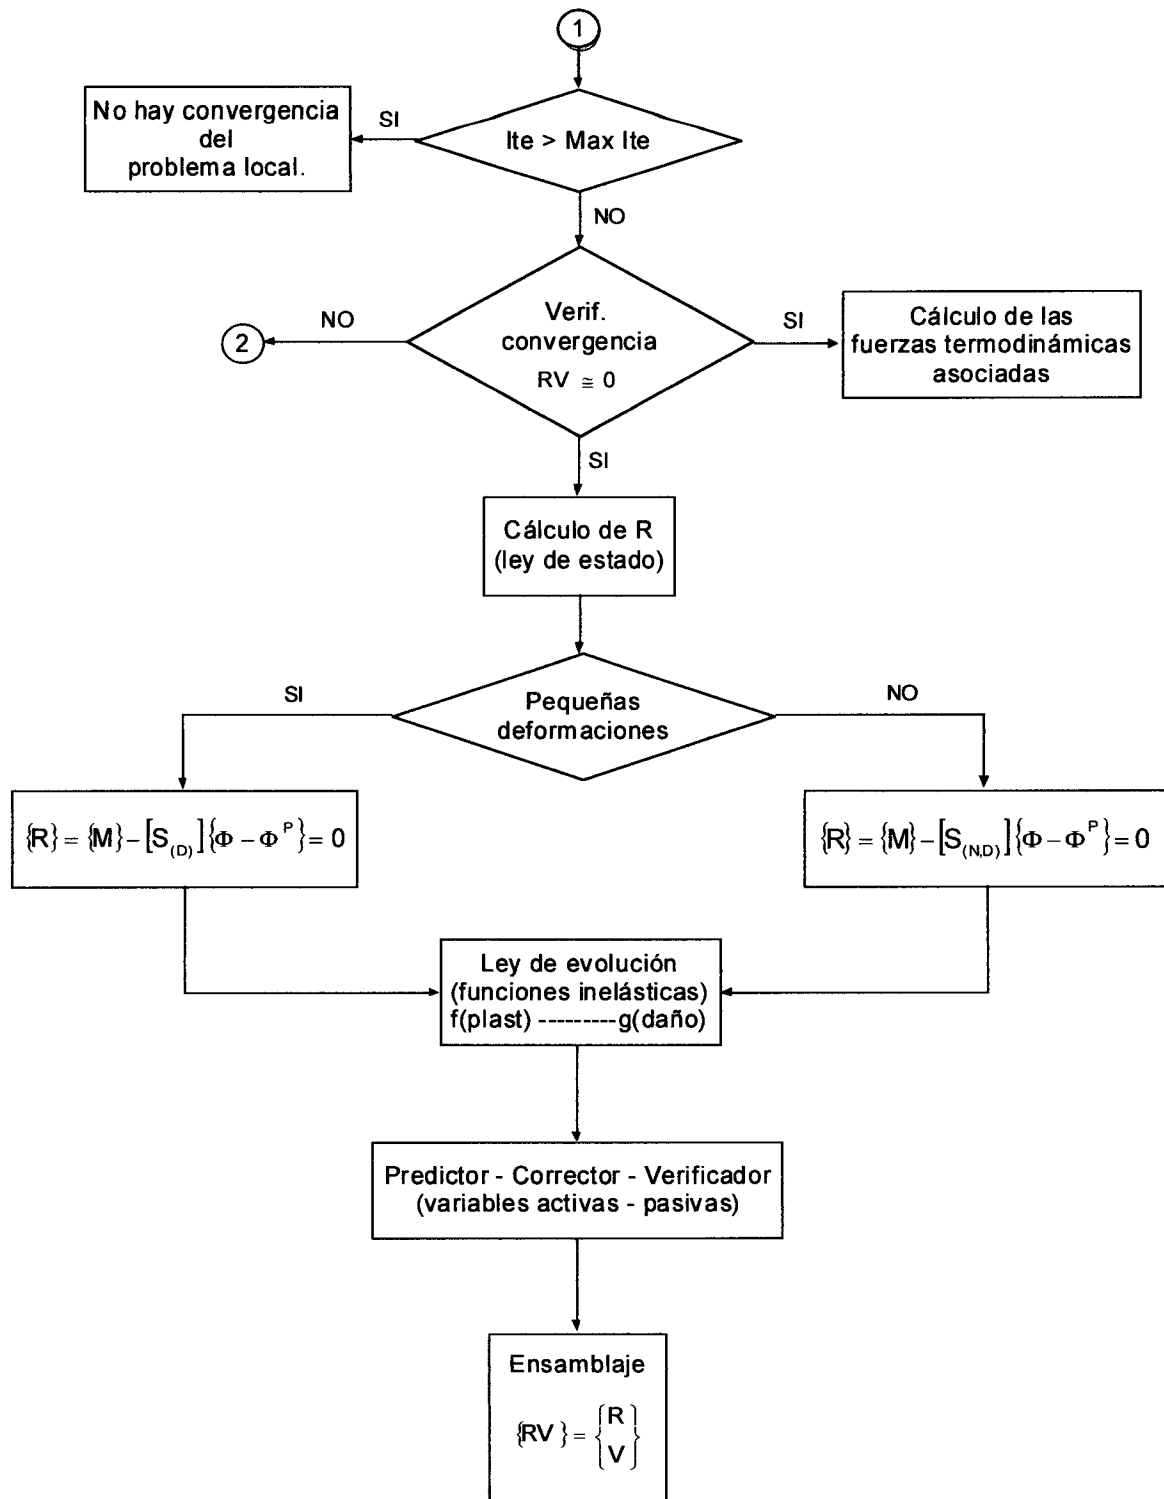 1
No hay convergencia
del
problema local.
SI
Ite > Max Ite
NO
Verif.
convergencia
RV ≅ 0
NO
2
SI
Cálculo de las
fuerzas termodinámicas
asociadas
SI
Cálculo de R
(ley de estado)
Pequeñas
deformaciones
SI
NO
{R} = {M} - [S(D)]{Φ - Φ^P} = 0
{R} = {M} - [S(N,D)]{Φ - Φ^P} = 0
Ley de evolución
(funciones inelásticas)
f(plast) ---------g(daño)
Predictor - Corrector - Verificador
(variables activas - pasivas)
Ensamblaje
{RV} = {R
V}